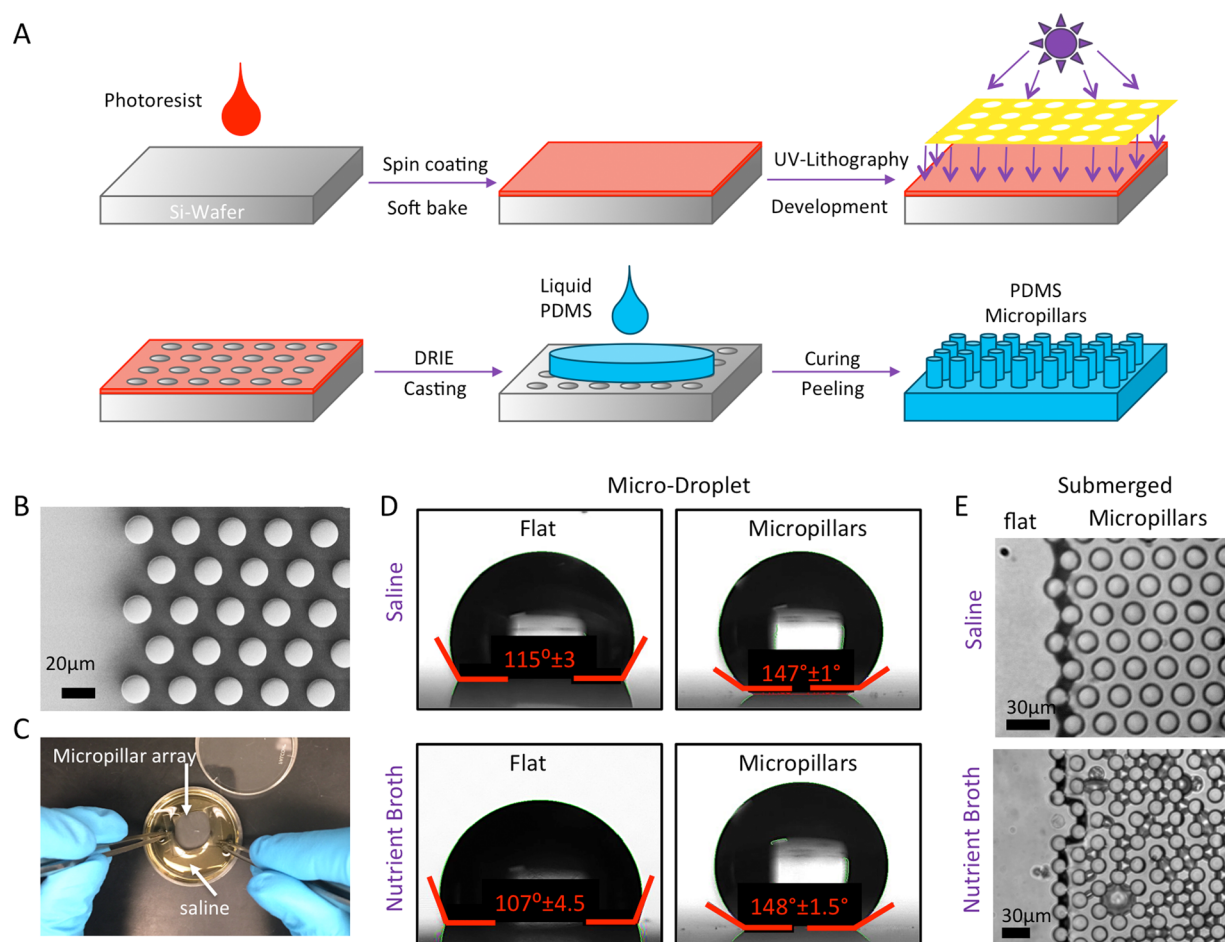 A
Photoresist
Si-Wafer
Spin coating
Soft bake
UV-Lithography
Development
DRIE
Casting
Liquid
PDMS
Curing
Peeling
PDMS
Micropillars
B
20µm
C
Micropillar array
saline
D
Micro-Droplet
Saline
Flat
115⁰±3
Micropillars
147°±1°
Nutrient Broth
Flat
107⁰±4.5
Micropillars
148°±1.5°
E
Submerged
flat
Micropillars
Saline
30µm
Nutrient Broth
30µm